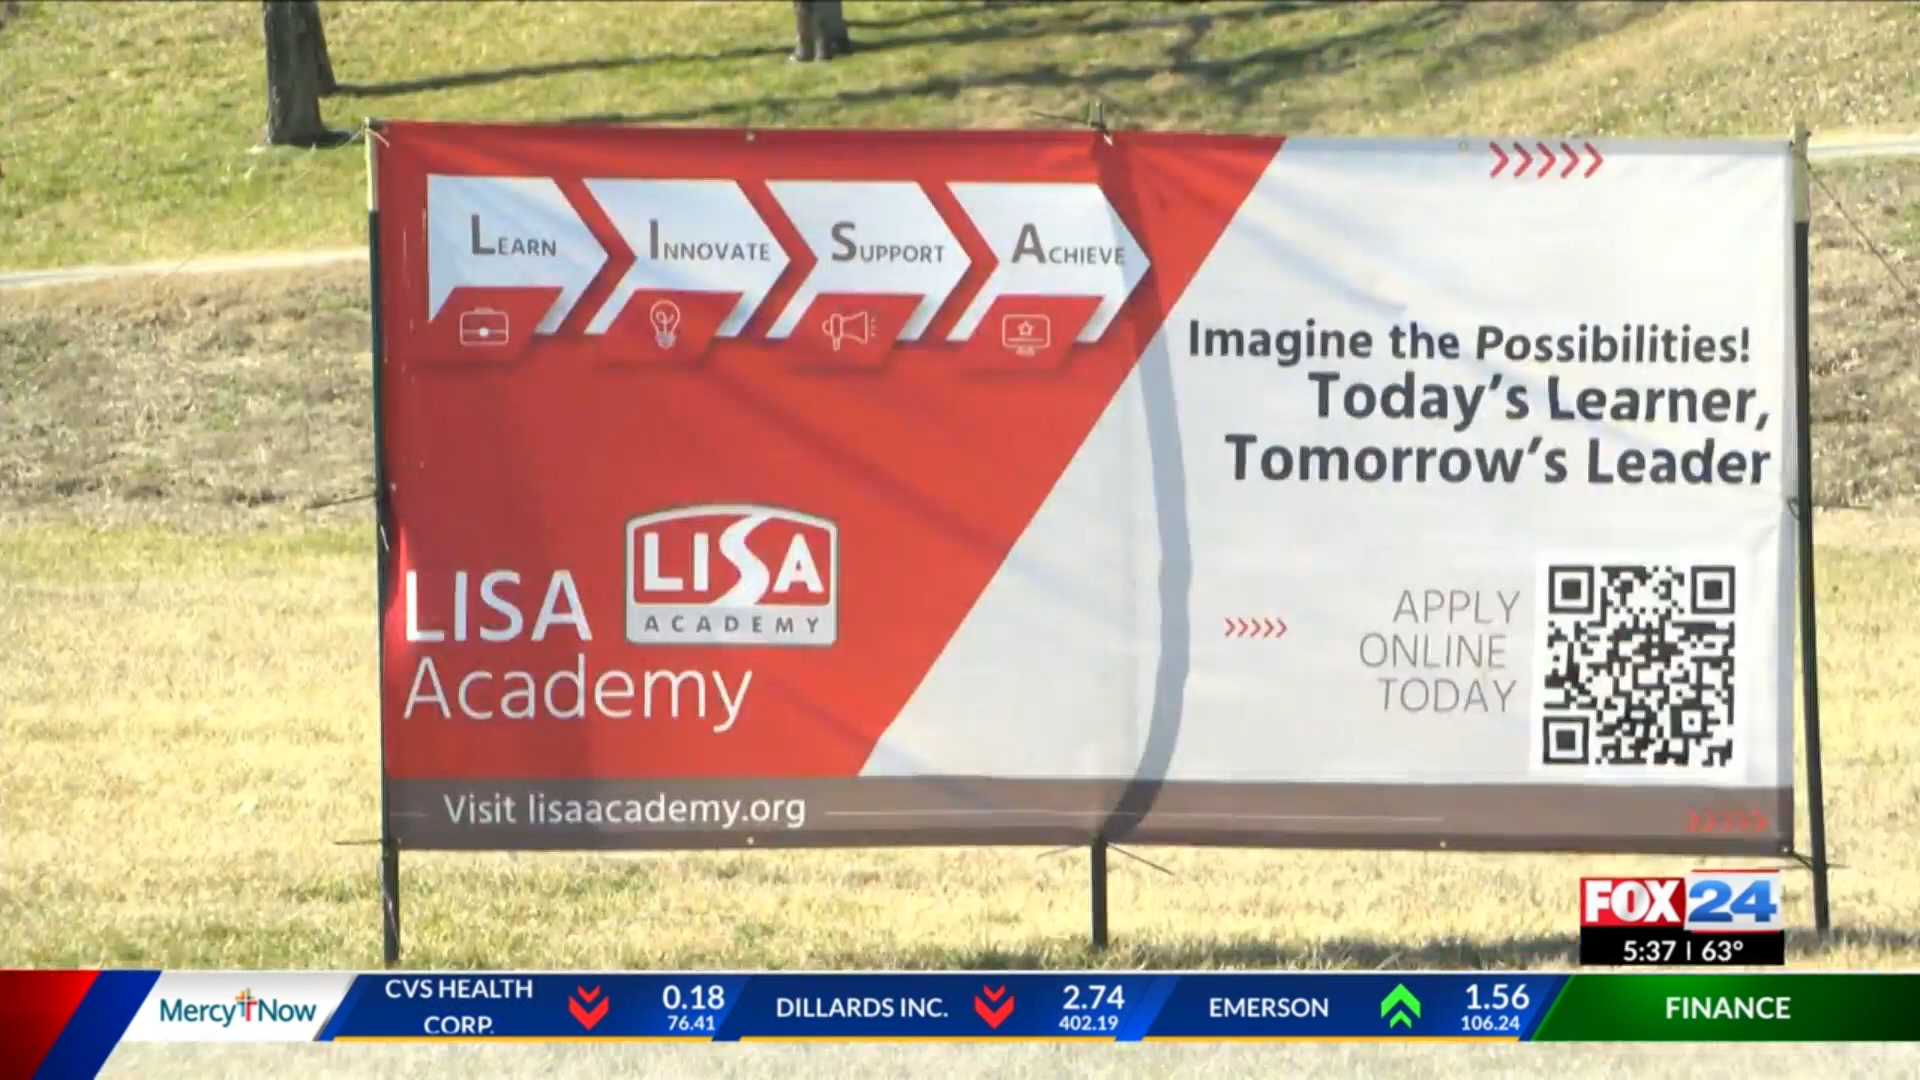 LEARN
INNOVATE
SUPPORT
ACHIEVE
Imagine the Possibilities!
Today's Learner,
Tomorrow's Leader
LISA
ACADEMY
LISA
Academy
APPLY
ONLINE
TODAY
Visit lisaacademy.org
FOX 24
5:37 | 63°
Mercy Now
CVS HEALTH
CORP.
0.18
76.41
DILLARDS INC.
2.74
402.19
EMERSON
1.56
106.24
FINANCE